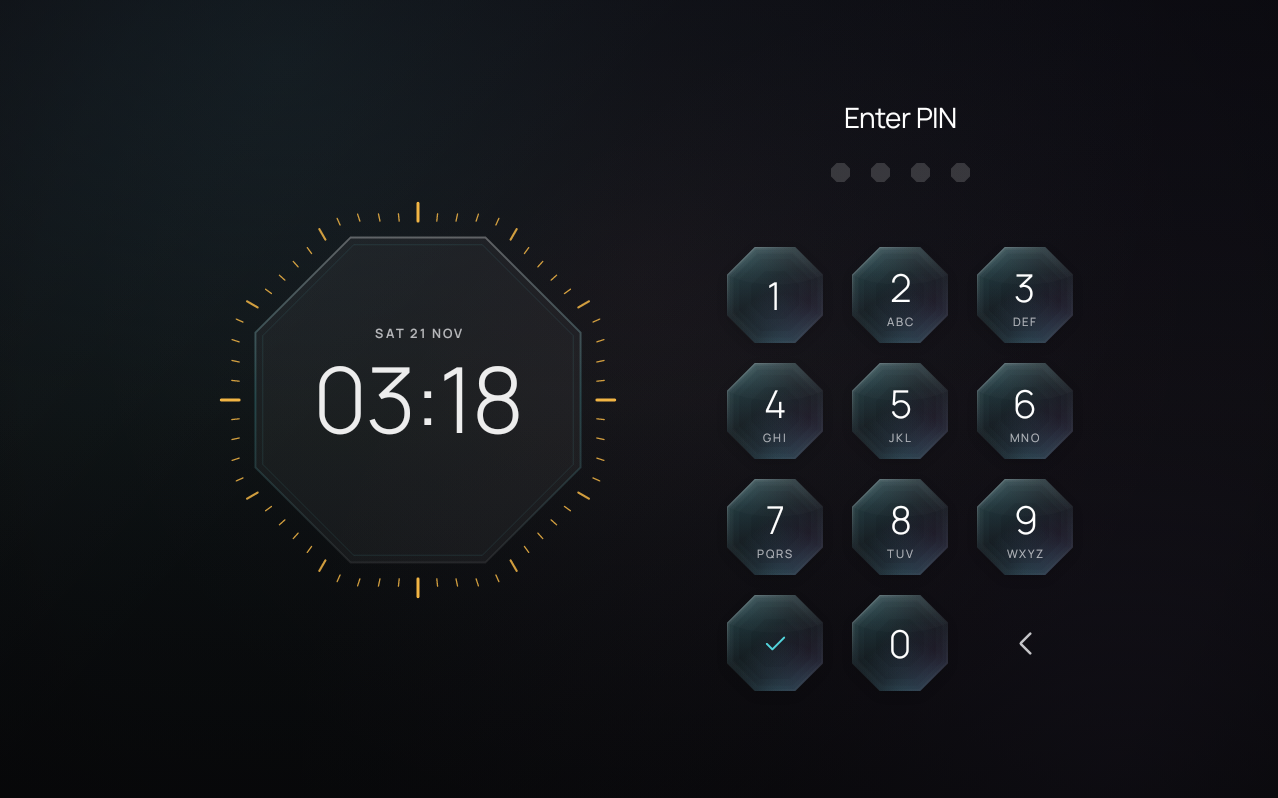 SAT 21 NOV
03:18
Enter PIN
1
2
ABC
3
DEF
4
GHI
5
JKL
6
MNO
7
PQRS
8
TUV
9
WXYZ
0